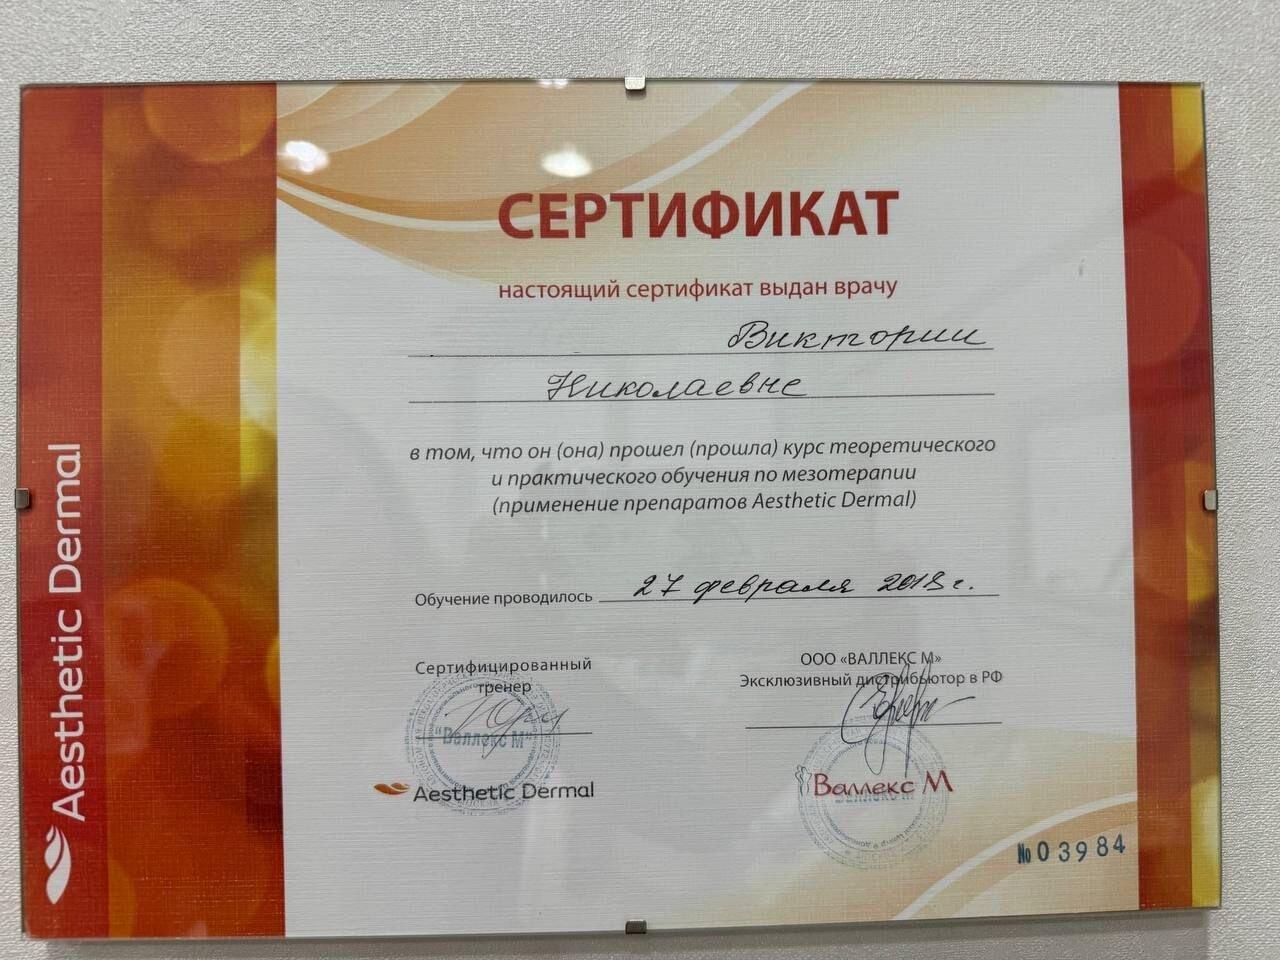 СЕРТИФИКАТ
настоящий сертификат выдан врачу
Виктории
Николаевне
в том, что он (она) прошел (прошла) курс теоретического
и практического обучения по мезотерапии
(применение препаратов Aesthetic Dermal)
Обучение проводилось 27 февраля 2013 г.
Сертифицированный
тренер
"Валлекс М"
Aesthetic Dermal
ООО «ВАЛЛЕКС М»
Эксклюзивный дистрибьютор в РФ
Валлекс М
№03984
Aesthetic Dermal